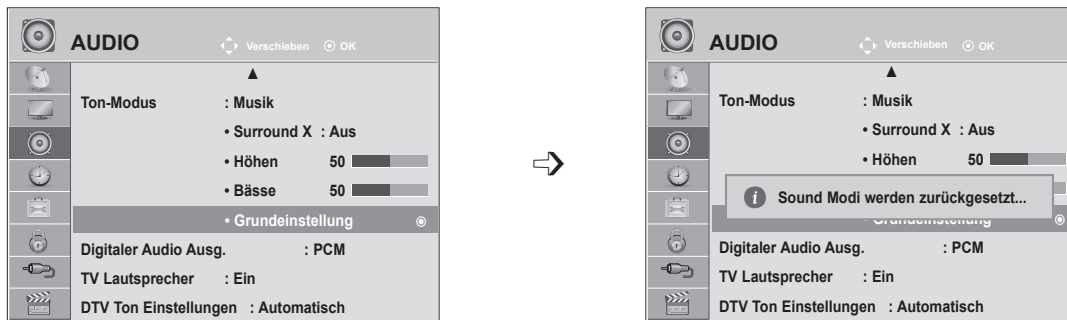 AUDIO Verschieben OK
Ton-Modus : Musik
• Surround X : Aus
• Höhen 50
• Bässe 50
• Grundeinstellung
Digitaler Audio Ausg. : PCM
TV Lautsprecher : Ein
DTV Ton Einstellungen : Automatisch
AUDIO Verschieben OK
Ton-Modus : Musik
• Surround X : Aus
• Höhen 50
i Sound Modi werden zurückgesetzt...
• Grundeinstellung
Digitaler Audio Ausg. : PCM
TV Lautsprecher : Ein
DTV Ton Einstellungen : Automatisch